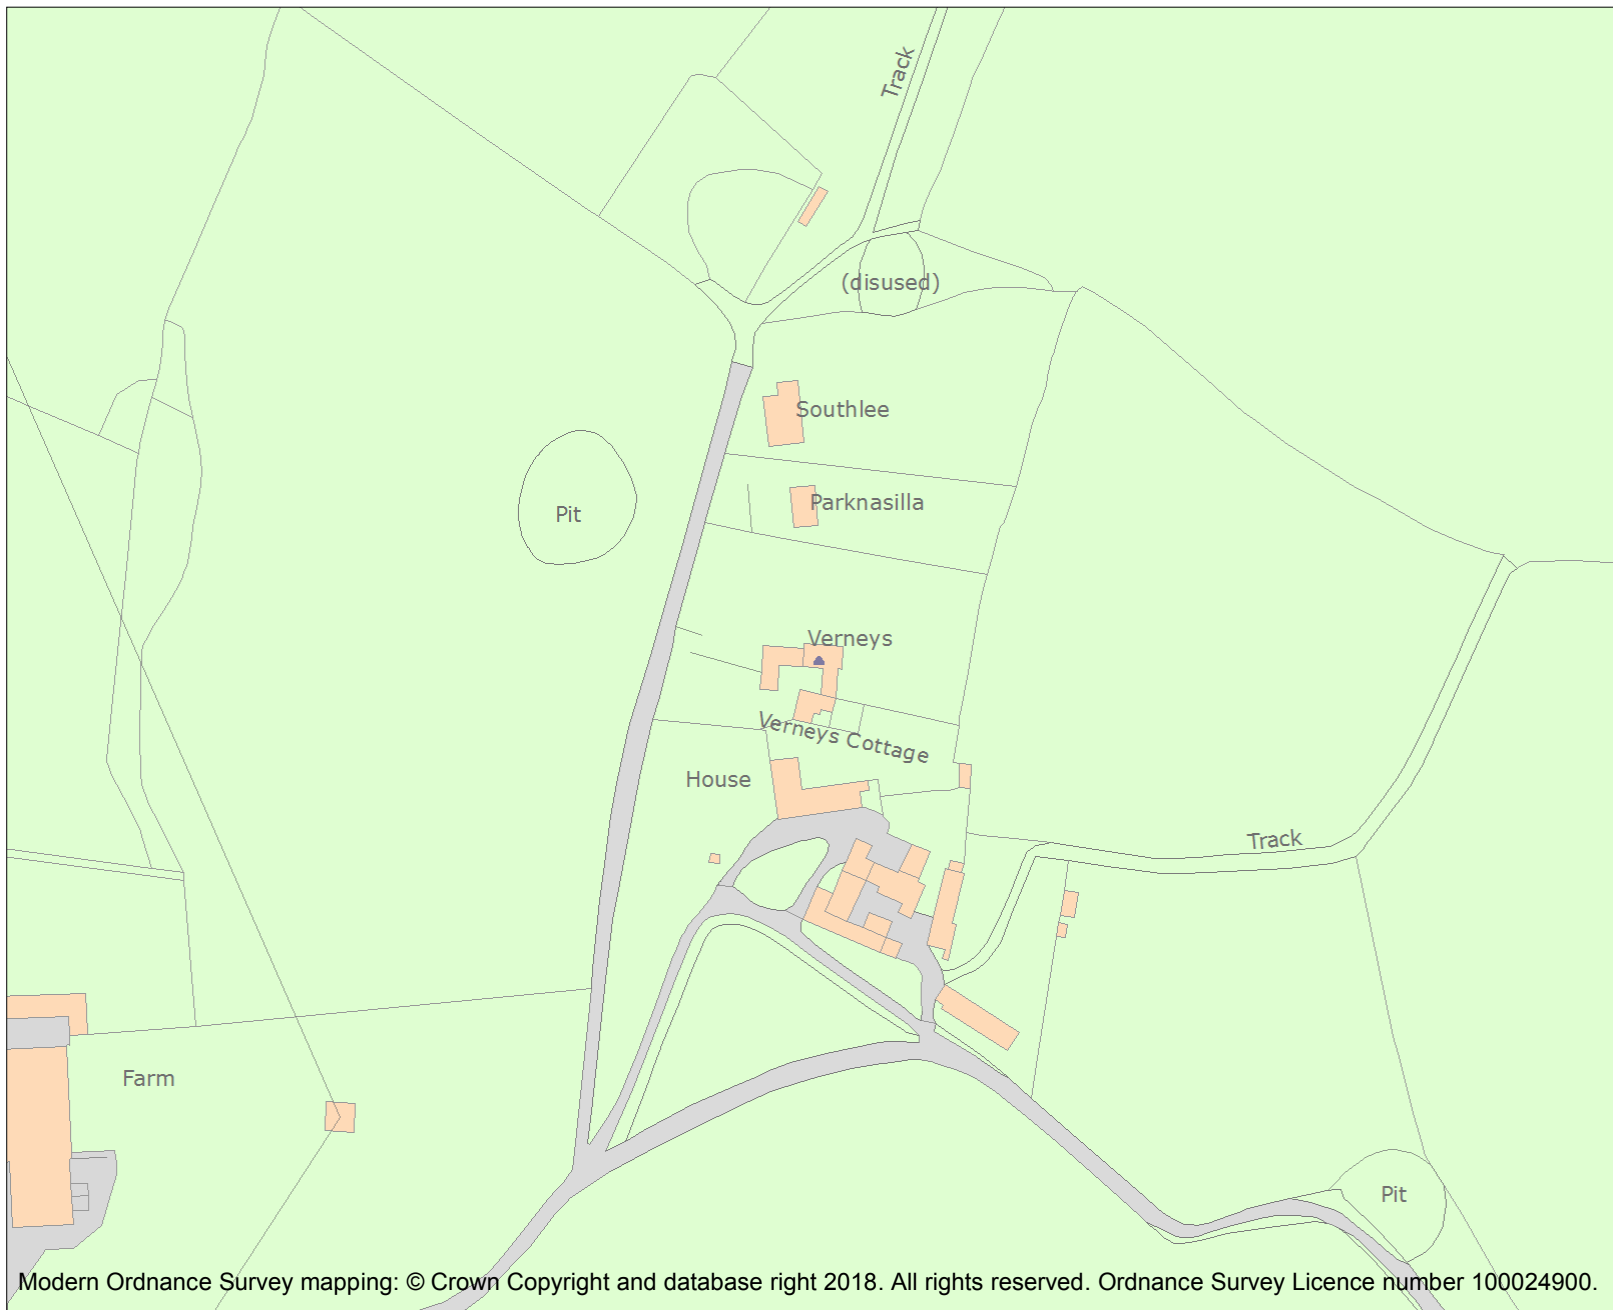 Track
(disused)
Southlee
Parknasilla
Pit
Verneys
Verneys Cottage
House
Track
Farm
Pit
Modern Ordnance Survey mapping: © Crown Copyright and database right 2018. All rights reserved. Ordnance Survey Licence number 100024900.